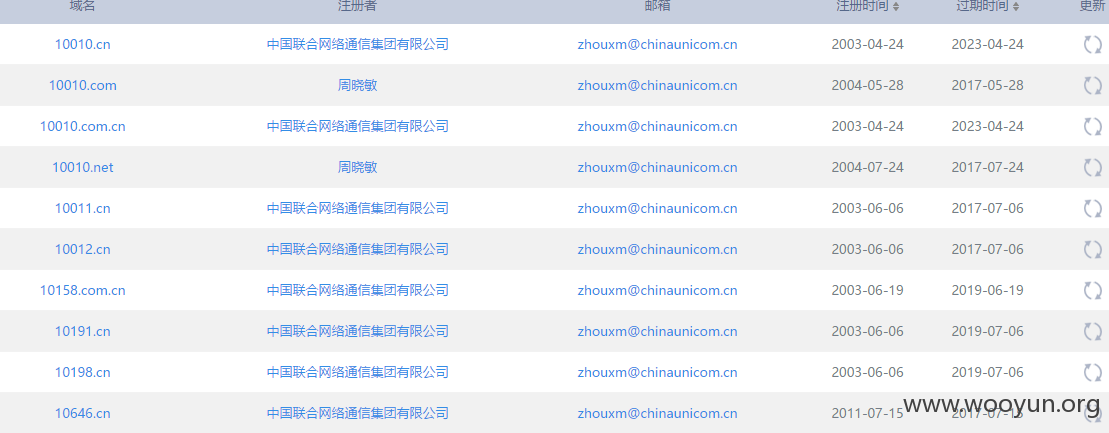 域名 注册者 邮箱 注册时间 过期时间 更新
10010.cn 中国联合网络通信集团有限公司 zhouxm@chinaunicom.cn 2003-04-24 2023-04-24
10010.com 周晓敏 zhouxm@chinaunicom.cn 2004-05-28 2017-05-28
10010.com.cn 中国联合网络通信集团有限公司 zhouxm@chinaunicom.cn 2003-04-24 2023-04-24
10010.net 周晓敏 zhouxm@chinaunicom.cn 2004-07-24 2017-07-24
10011.cn 中国联合网络通信集团有限公司 zhouxm@chinaunicom.cn 2003-06-06 2017-07-06
10012.cn 中国联合网络通信集团有限公司 zhouxm@chinaunicom.cn 2003-06-06 2017-07-06
10158.com.cn 中国联合网络通信集团有限公司 zhouxm@chinaunicom.cn 2003-06-19 2019-06-19
10191.cn 中国联合网络通信集团有限公司 zhouxm@chinaunicom.cn 2003-06-06 2019-07-06
10198.cn 中国联合网络通信集团有限公司 zhouxm@chinaunicom.cn 2003-06-06 2019-07-06
10646.cn 中国联合网络通信集团有限公司 zhouxm@chinaunicom.cn 2011-07-15 2017-07-15
www.wooyun.org